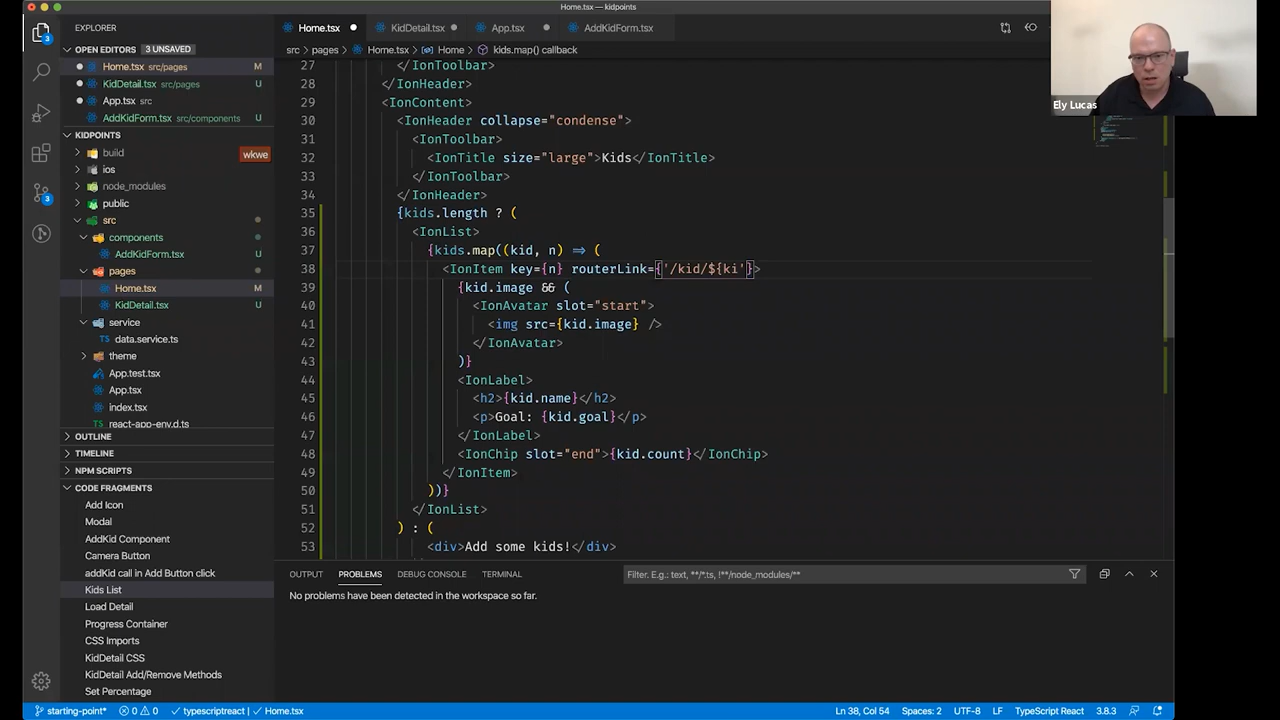 Home.tsx — kidpoints
EXPLORER
Home.tsx KidDetail.tsx App.tsx AddKidForm.tsx
OPEN EDITORS 3 UNSAVED
src > pages > Home.tsx > Home > kids.map() callback
Home.tsx src/pages M
KidDetail.tsx src/pages U
App.tsx src
AddKidForm.tsx src/components U
Ely Lucas
KIDPOINTS
build
wkwe
ios
node_modules
public
src
components
AddKidForm.tsx U
pages
Home.tsx M
KidDetail.tsx U
service
data.service.ts
theme
App.test.tsx
App.tsx
index.tsx
react-app-env.d.ts
OUTLINE
TIMELINE
NPM SCRIPTS
CODE FRAGMENTS
Add Icon
Modal
AddKid Component
Camera Button
addKid call in Add Button click
Kids List
Load Detail
Progress Container
CSS Imports
KidDetail CSS
KidDetail Add/Remove Methods
Set Percentage
3
3
27 </IonToolbar>
28 </IonHeader>
29 <IonContent>
30 <IonHeader collapse="condense">
31 <IonToolbar>
32 <IonTitle size="large">Kids</IonTitle>
33 </IonToolbar>
34 </IonHeader>
35 {kids.length ? (
36 <IonList>
37 {kids.map((kid, n) => (
38 <IonItem key={n} routerLink={'/kid/${ki'}>
39 {kid.image && (
40 <IonAvatar slot="start">
41 <img src={kid.image} />
42 </IonAvatar>
43 )}
44 <IonLabel>
45 <h2>{kid.name}</h2>
46 <p>Goal: {kid.goal}</p>
47 </IonLabel>
48 <IonChip slot="end">{kid.count}</IonChip>
49 </IonItem>
50 ))}
51 </IonList>
52 ) : (
53 <div>Add some kids!</div>
OUTPUT PROBLEMS DEBUG CONSOLE TERMINAL
Filter. E.g.: text, **/*.ts, !**/node_modules/**
No problems have been detected in the workspace so far.
starting-point* 0 0 typescriptreact Home.tsx
Ln 38, Col 54 Spaces: 2 UTF-8 LF TypeScript React 3.8.3